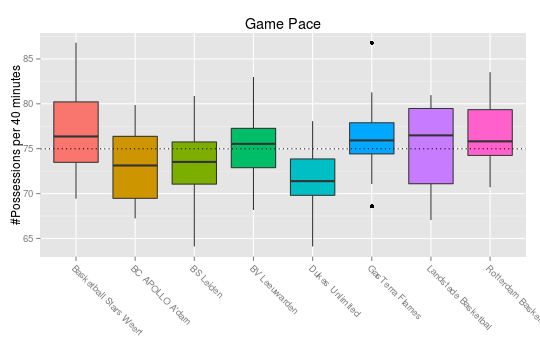 Game Pace
#Possessions per 40 minutes
85
80
75
70
65
Basketball Stars Weert
BC APOLLO A'dam
BS Leiden
BV Leeuwarden
Dukes Unlimited
GasTerra Flames
Landstede Basketbal
Rotterdam Basket